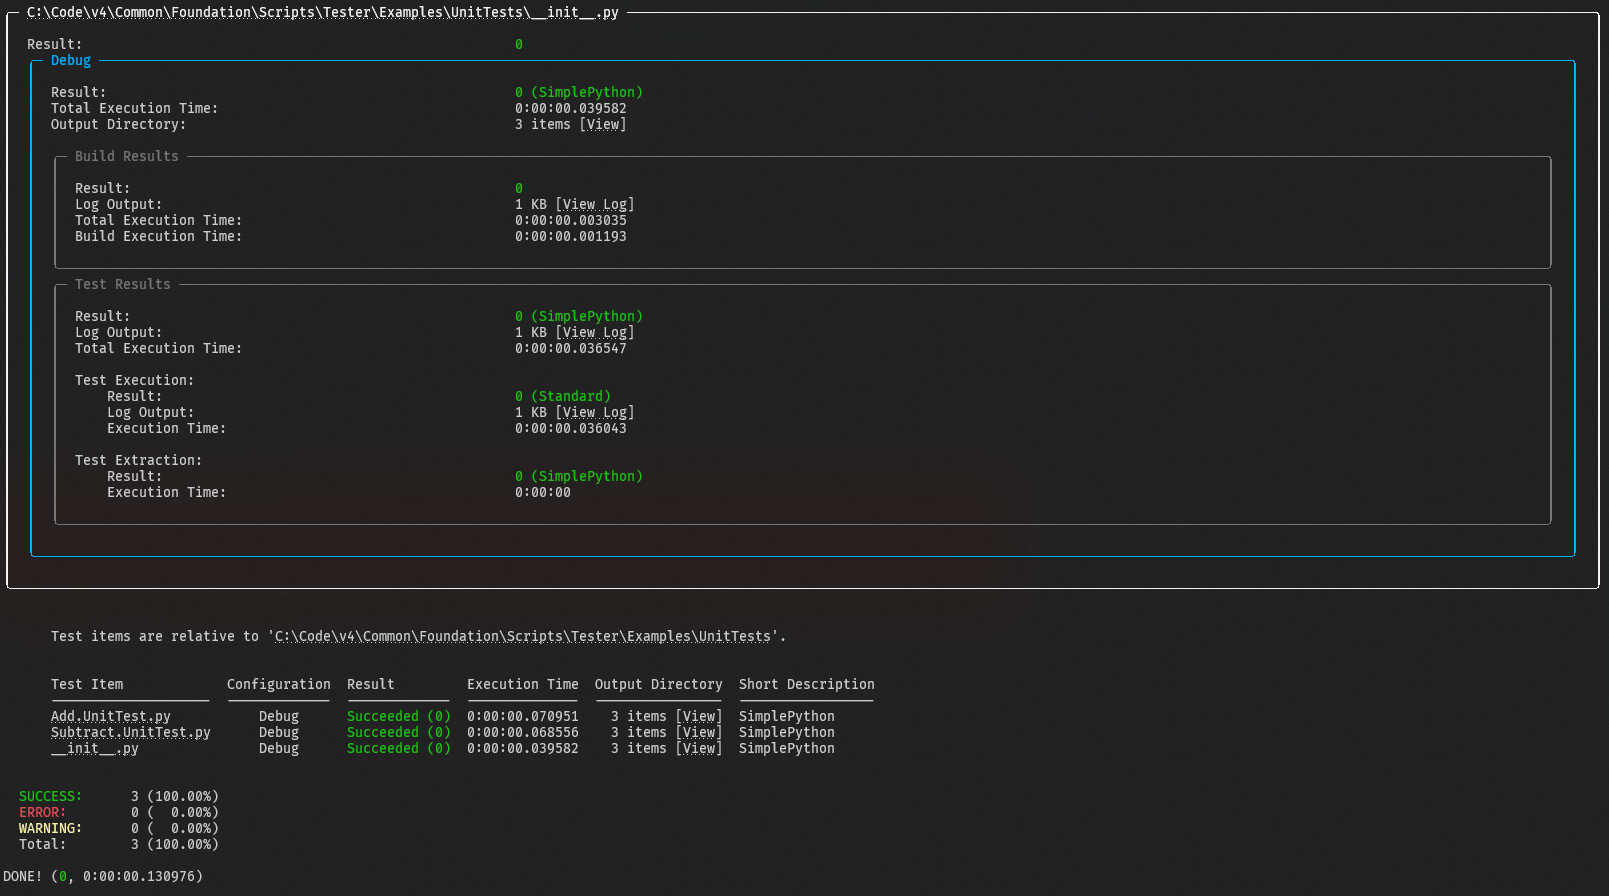 C:\Code\v4\Common\Foundation\Scripts\Tester\Examples\UnitTests\__init__.py
Result: 0
Debug
Result: 0 (SimplePython)
Total Execution Time: 0:00:00.039582
Output Directory: 3 items [View]
Build Results
Result: 0
Log Output: 1 KB [View Log]
Total Execution Time: 0:00:00.003035
Build Execution Time: 0:00:00.001193
Test Results
Result: 0 (SimplePython)
Log Output: 1 KB [View Log]
Total Execution Time: 0:00:00.036547
Test Execution:
Result: 0 (Standard)
Log Output: 1 KB [View Log]
Execution Time: 0:00:00.036043
Test Extraction:
Result: 0 (SimplePython)
Execution Time: 0:00:00
Test items are relative to 'C:\Code\v4\Common\Foundation\Scripts\Tester\Examples\UnitTests'.
Test Item Configuration Result Execution Time Output Directory Short Description
Add.UnitTest.py Debug Succeeded (0) 0:00:00.070951 3 items [View] SimplePython
Subtract.UnitTest.py Debug Succeeded (0) 0:00:00.068556 3 items [View] SimplePython
__init__.py Debug Succeeded (0) 0:00:00.039582 3 items [View] SimplePython
SUCCESS: 3 (100.00%)
ERROR: 0 (  0.00%)
WARNING: 0 (  0.00%)
Total: 3 (100.00%)
DONE! (0, 0:00:00.130976)